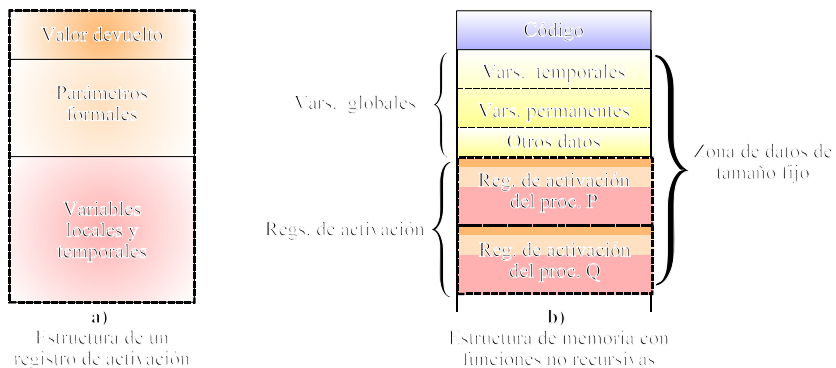 Valor devuelto
Parámetros
formales
Variables
locales y
temporales
a)
Estructura de un
registro de activación
Código
Vars. temporales
Vars. permanentes
Otros datos
Vars. globales
Reg. de activación
del proc. P
Regs. de activación
Reg. de activación
del proc. Q
Zona de datos de
tamaño fijo
b)
Estructura de memoria con
funciones no recursivas